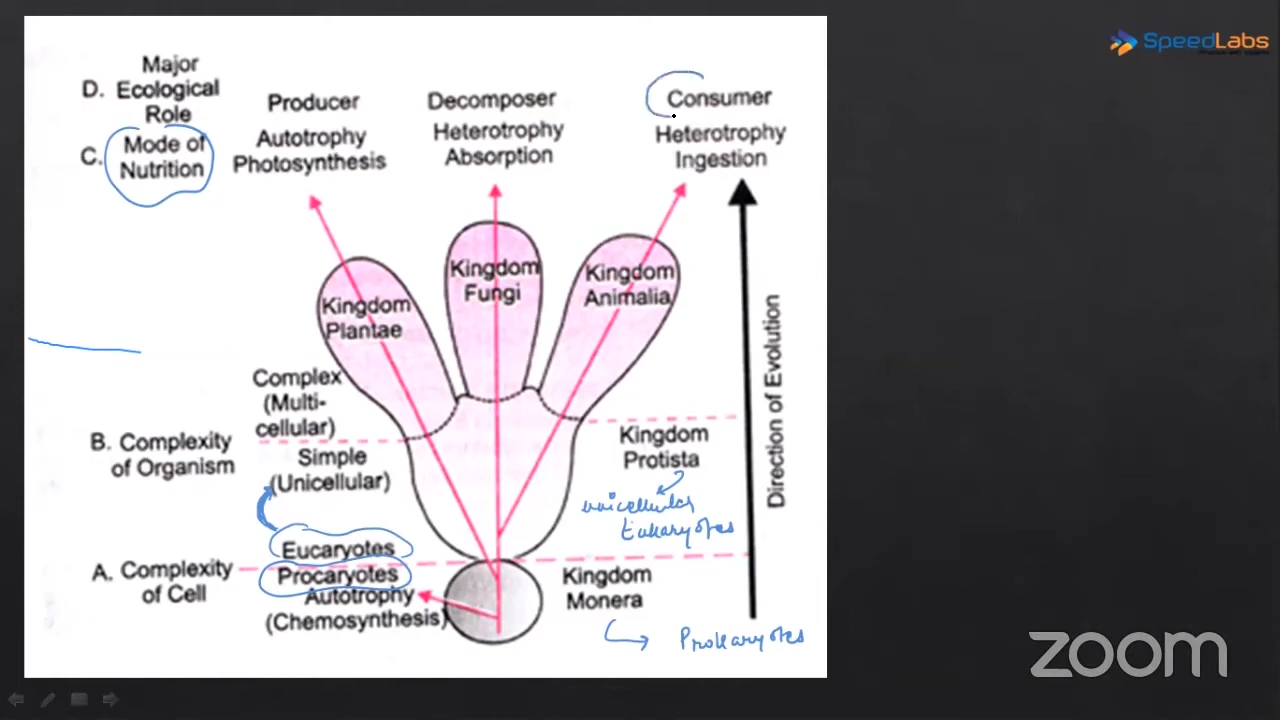 SpeedLabs
Major
D. Ecological
Role
Producer
Decomposer
Consumer
C. Mode of
Nutrition
Autotrophy
Photosynthesis
Heterotrophy
Absorption
Heterotrophy
Ingestion
Kingdom
Plantae
Kingdom
Fungi
Kingdom
Animalia
Direction of Evolution
Complex
(Multi-
cellular)
B. Complexity
of Organism
Simple
(Unicellular)
Kingdom
Protista
unicellular
Eukaryotes
Eucaryotes
A. Complexity
of Cell
Procaryotes
Autotrophy
(Chemosynthesis)
Kingdom
Monera
Prokaryotes
zoom